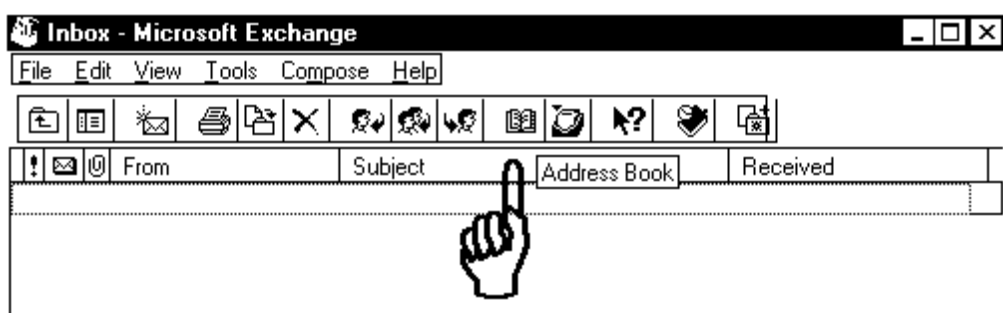 Inbox - Microsoft Exchange
File Edit View Tools Compose Help
! From Subject Address Book Received